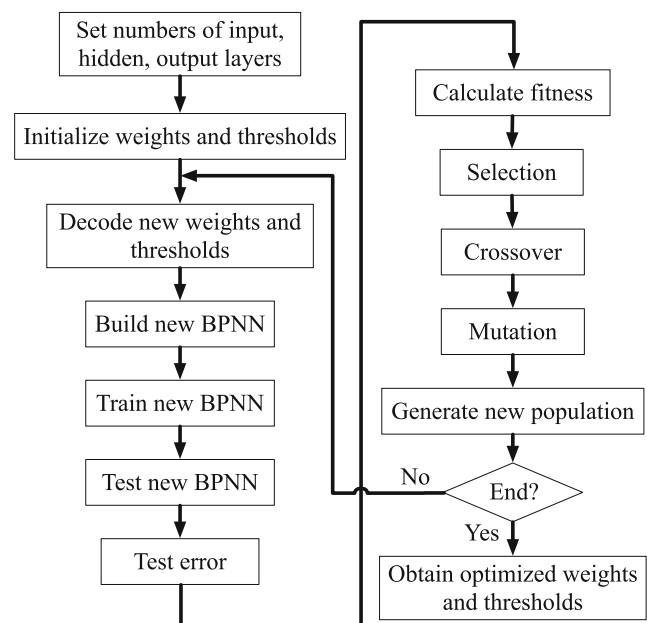 Set numbers of input,
hidden, output layers
Initialize weights and thresholds
Decode new weights and
thresholds
Build new BPNN
Train new BPNN
Test new BPNN
Test error
Calculate fitness
Selection
Crossover
Mutation
Generate new population
End?
No
Yes
Obtain optimized weights
and thresholds